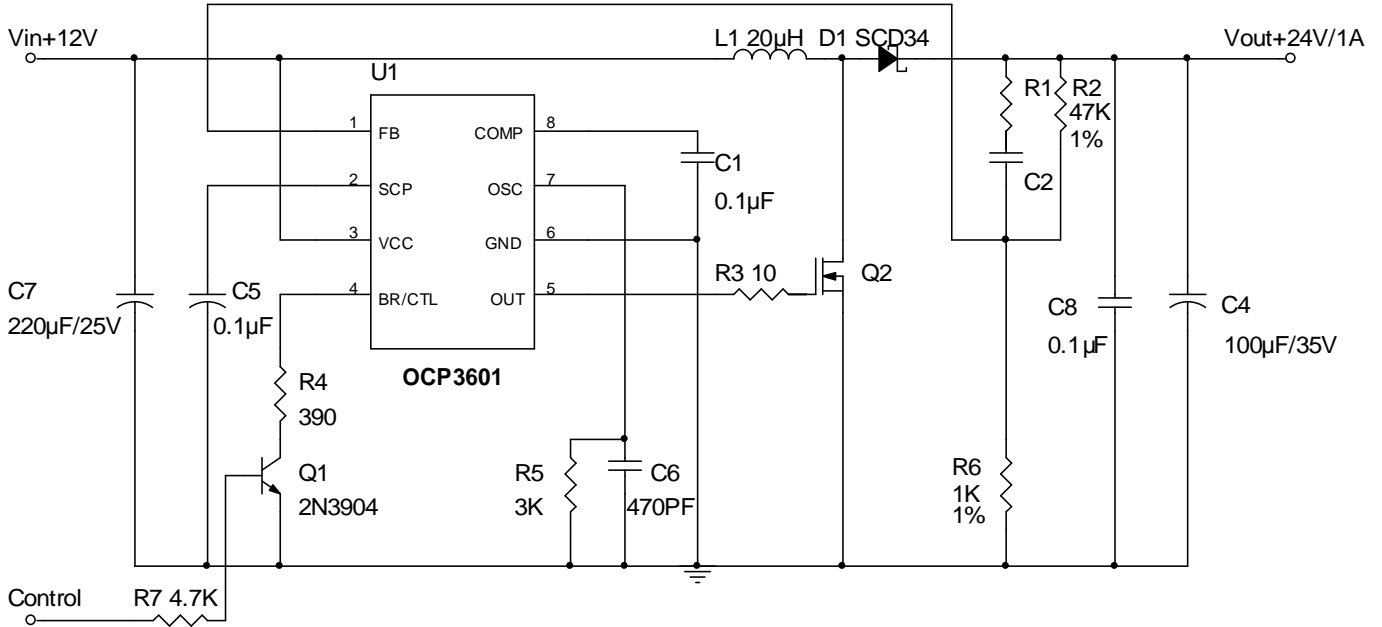 Vin+12V
L1 20µH
D1 SCD34
Vout+24V/1A
U1
R1
R2
47K
1%
1
FB
COMP
8
C1
0.1µF
C2
2
SCP
OSC
7
3
VCC
GND
6
R3 10
Q2
C7
220µF/25V
C5
0.1µF
4
BR/CTL
OUT
5
C8
0.1µF
C4
100µF/35V
OCP3601
R4
390
Q1
2N3904
R5
3K
C6
470PF
R6
1K
1%
Control
R7 4.7K